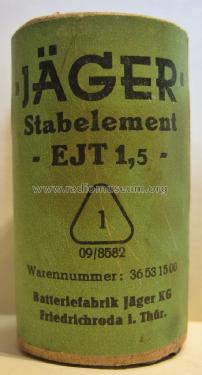 ·JÄGER·
Stabelement
- EJT 1,5 -
© www.radiomuseum.org
1
09/8582
Warennummer: 36 53 15 00
Batteriefabrik Jäger KG
Friedrichroda i. Thür.